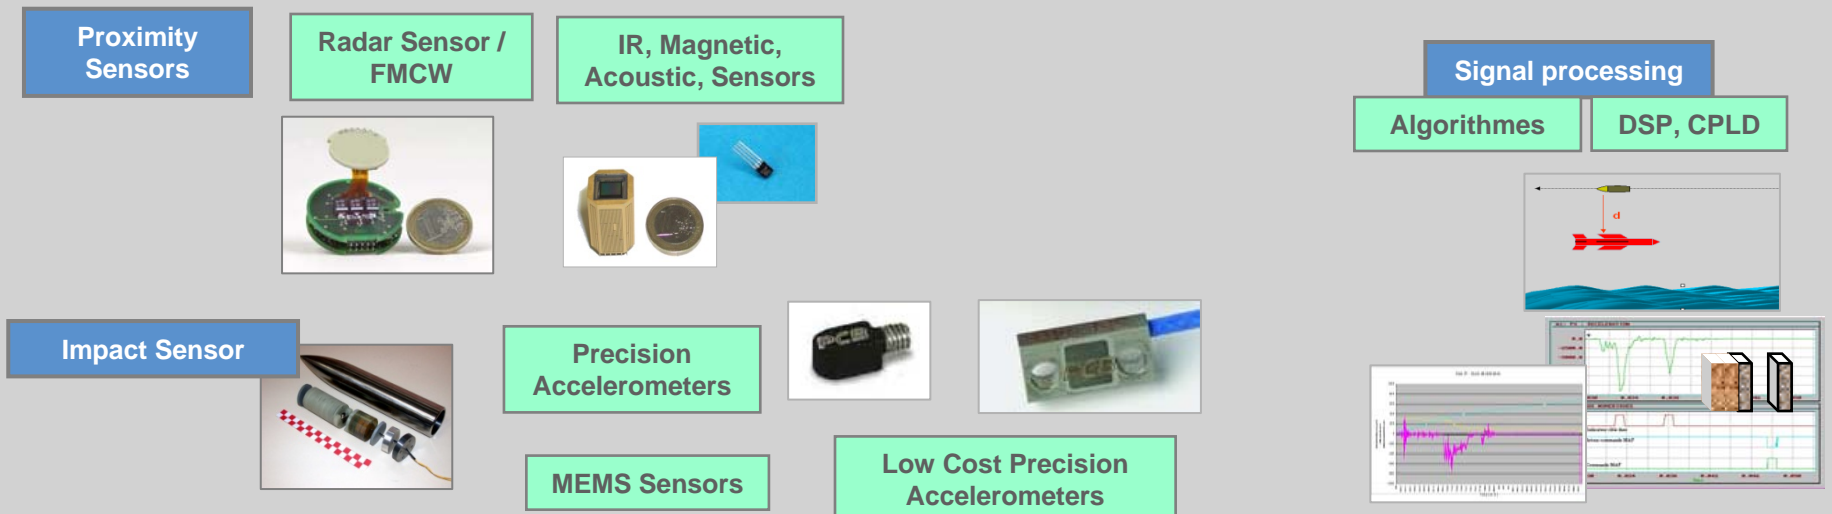 Proximity
Sensors
Radar Sensor /
FMCW
IR, Magnetic,
Acoustic, Sensors
Signal processing
Algorithmes
DSP, CPLD
d
Impact Sensor
Precision
Accelerometers
PCB
MEMS Sensors
Low Cost Precision
Accelerometers